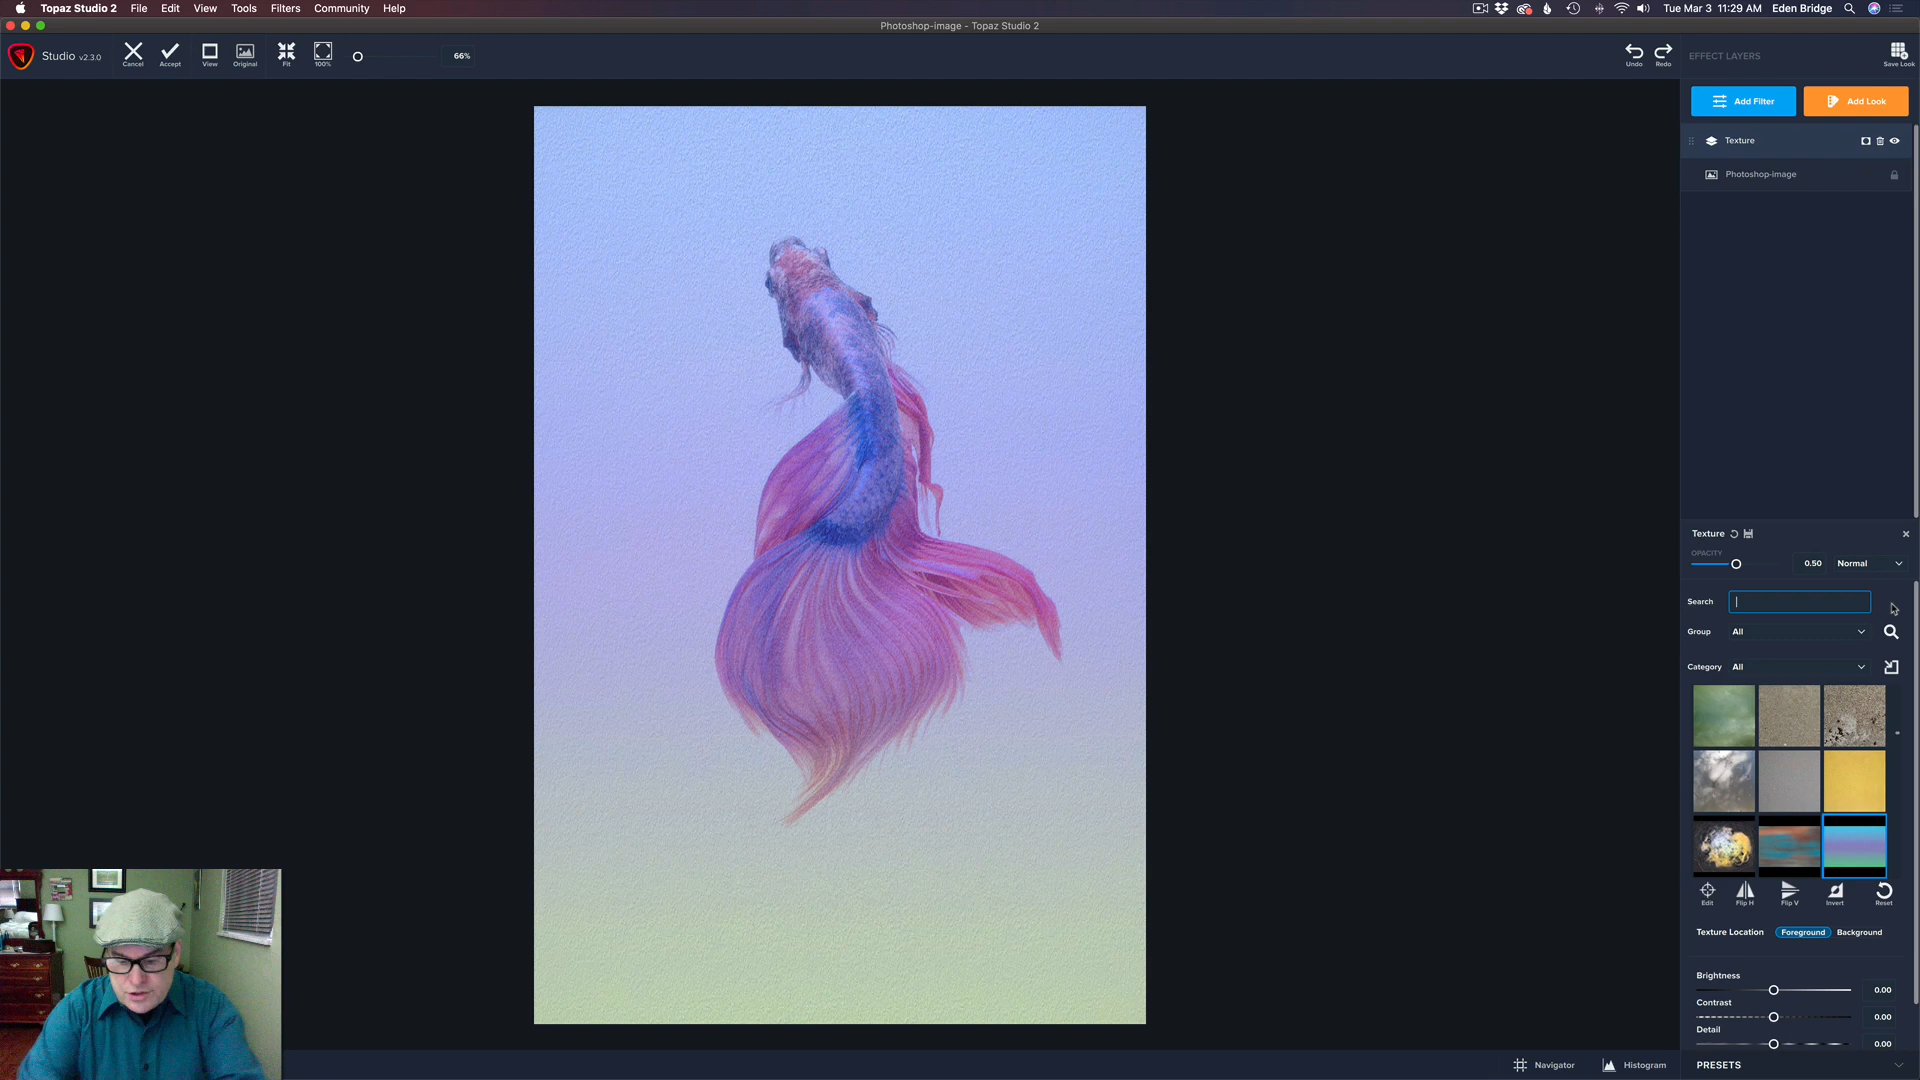 Topaz Studio 2 File Edit View Tools Filters Community Help Tue Mar 3 11:29 AM Eden Bridge
Photoshop-image - Topaz Studio 2
Studio v2.3.0 Cancel Accept View Original Fit 100% 66% Undo Redo EFFECT LAYERS Save Look
Add Filter Add Look
Texture
Photoshop-image
Texture
OPACITY
0.50 Normal
Search
Group All
Category All
Edit Flip H Flip V Invert Reset
Texture Location Foreground Background
Brightness
0.00
Contrast
0.00
Detail
0.00
Navigator Histogram PRESETS